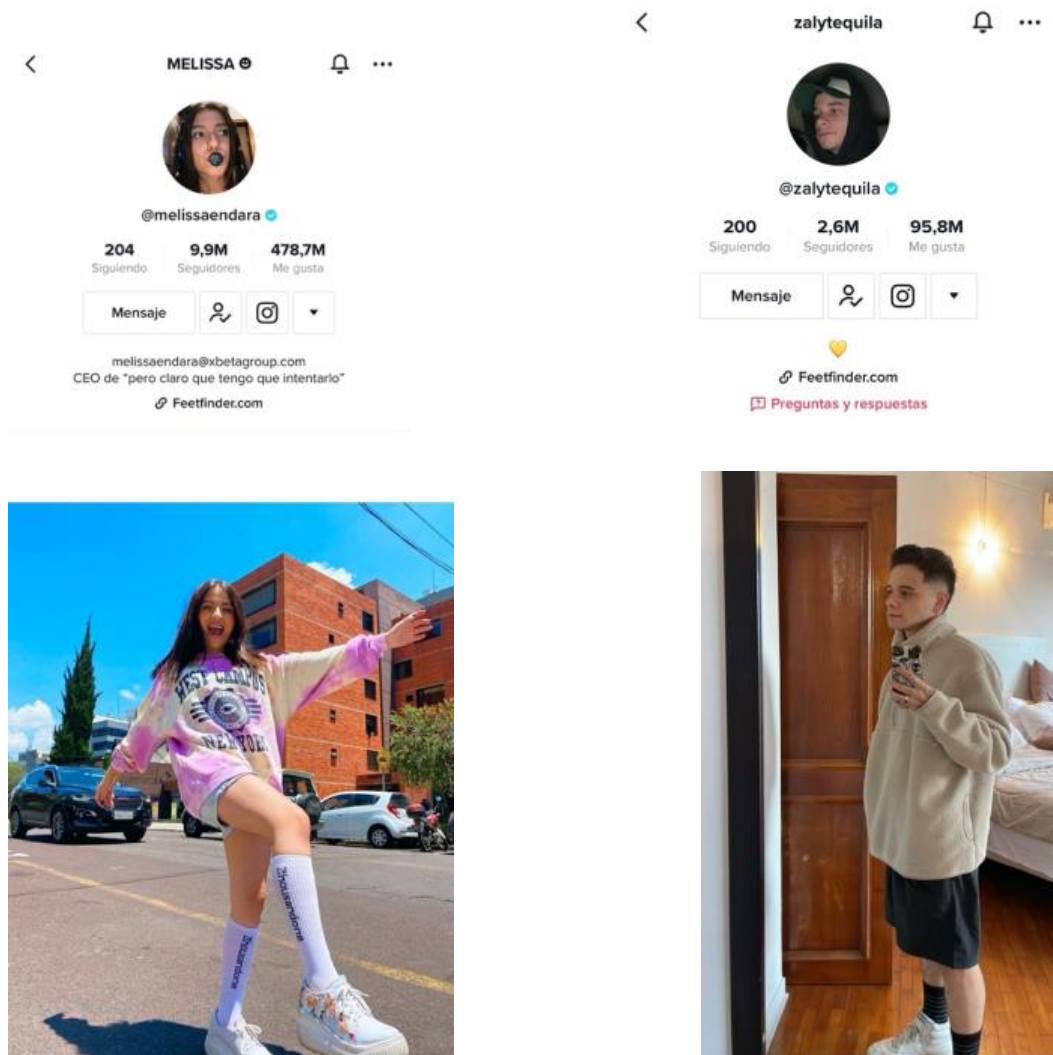 MELISSA
@melissaendara
204 9,9M 478,7M
Siguiendo Seguidores Me gusta
Mensaje
melissaendara@xbetagroup.com
CEO de "pero claro que tengo que intentarlo"
Feetfinder.com
zalytequila
@zalytequila
200 2,6M 95,8M
Siguiendo Seguidores Me gusta
Mensaje
💛
Feetfinder.com
Preguntas y respuestas
WEST CAMPUS
NEW YORK
Thousandone
Thousandone